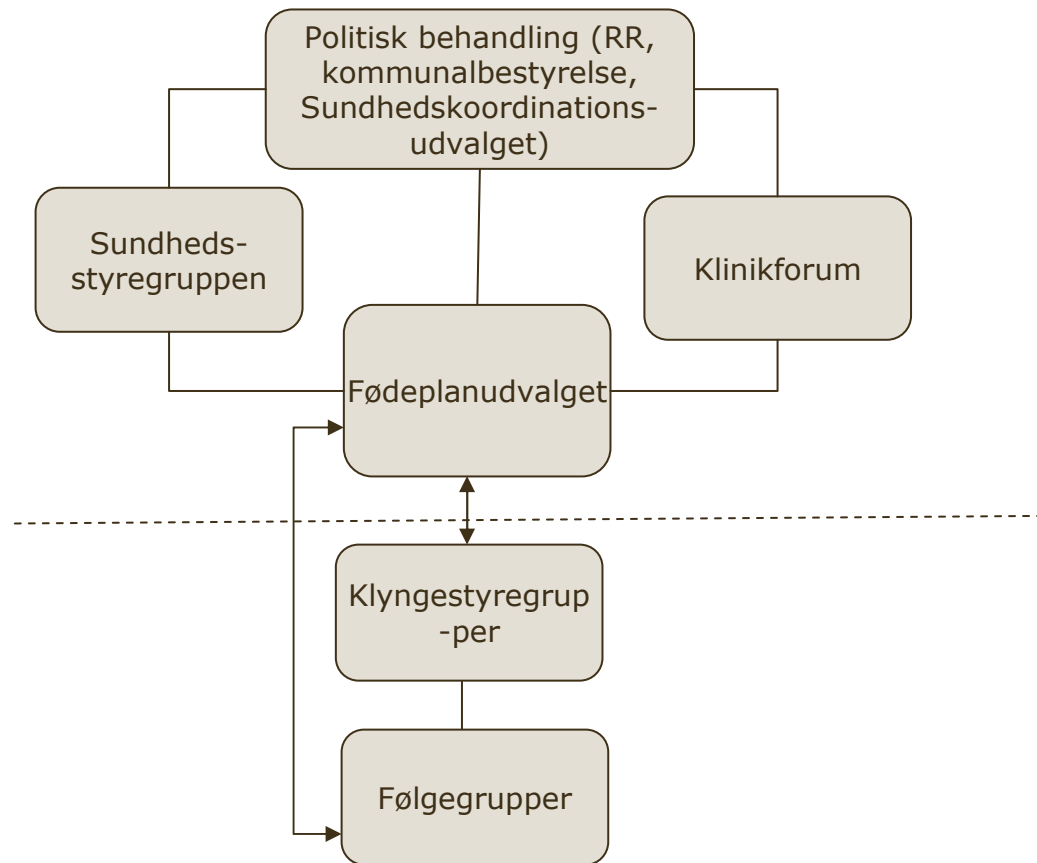 Politisk behandling (RR,
kommunalbestyrelse,
Sundhedskoordinations-
udvalget)
Sundheds-
styregruppen
Klinikforum
Fødeplanudvalget
Klyngestyregrup
-per
Følgegrupper